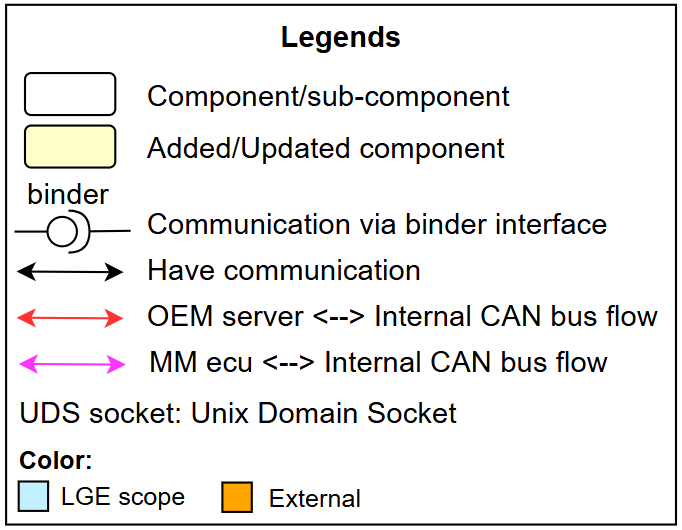 Legends
Component/sub-component
Added/Updated component
binder
Communication via binder interface
Have communication
OEM server <--> Internal CAN bus flow
MM ecu <--> Internal CAN bus flow
UDS socket: Unix Domain Socket
Color:
LGE scope External